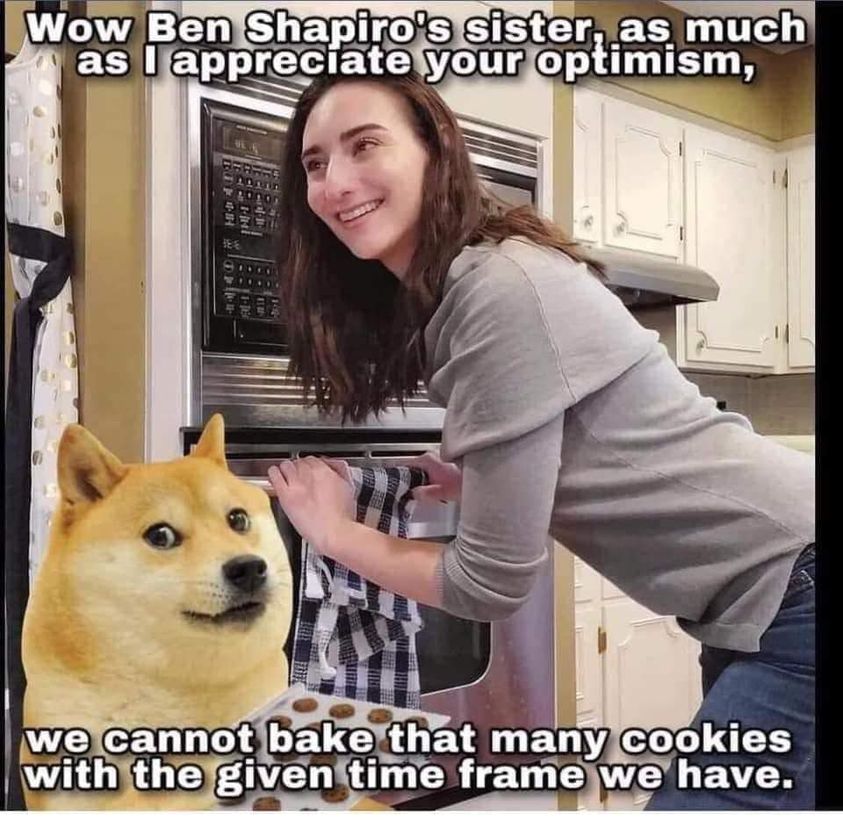 Wow Ben Shapiro's sister, as much
as I appreciate your optimism,
we cannot bake that many cookies
with the given time frame we have.